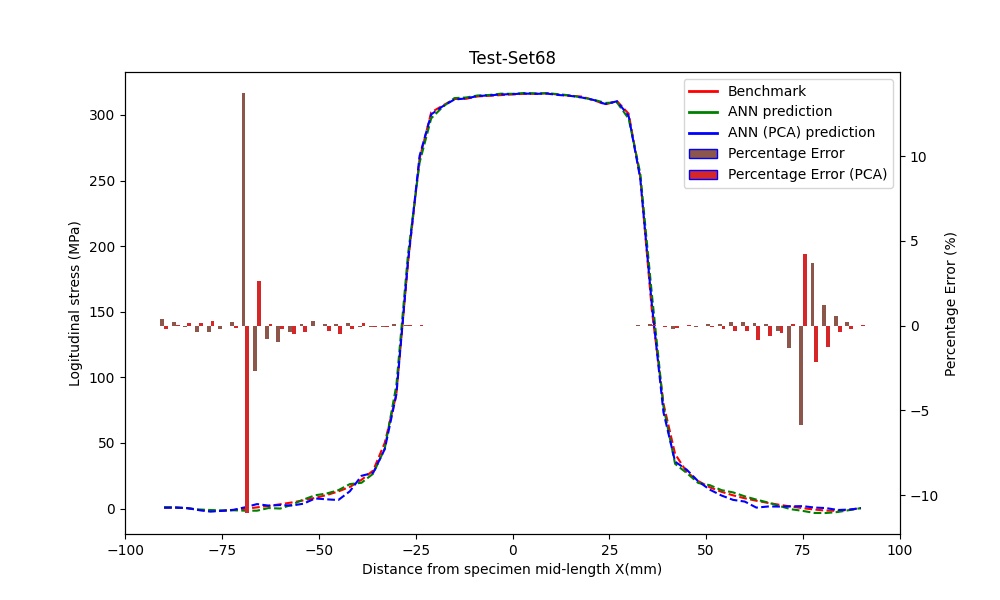 Test-Set68
Benchmark
ANN prediction
ANN (PCA) prediction
Percentage Error
Percentage Error (PCA)
Logitudinal stress (MPa)
300
250
200
150
100
50
0
10
5
0
−5
−10
Percentage Error (%)
−100 −75 −50 −25 0 25 50 75 100
Distance from specimen mid-length X(mm)